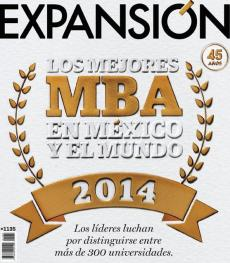 EXPANSIÓN
45
AÑOS
LOS MEJORES
MBA
EN MÉXICO
Y EL MUNDO
2014
#1135
Los líderes luchan
por distinguirse entre
más de 300 universidades.